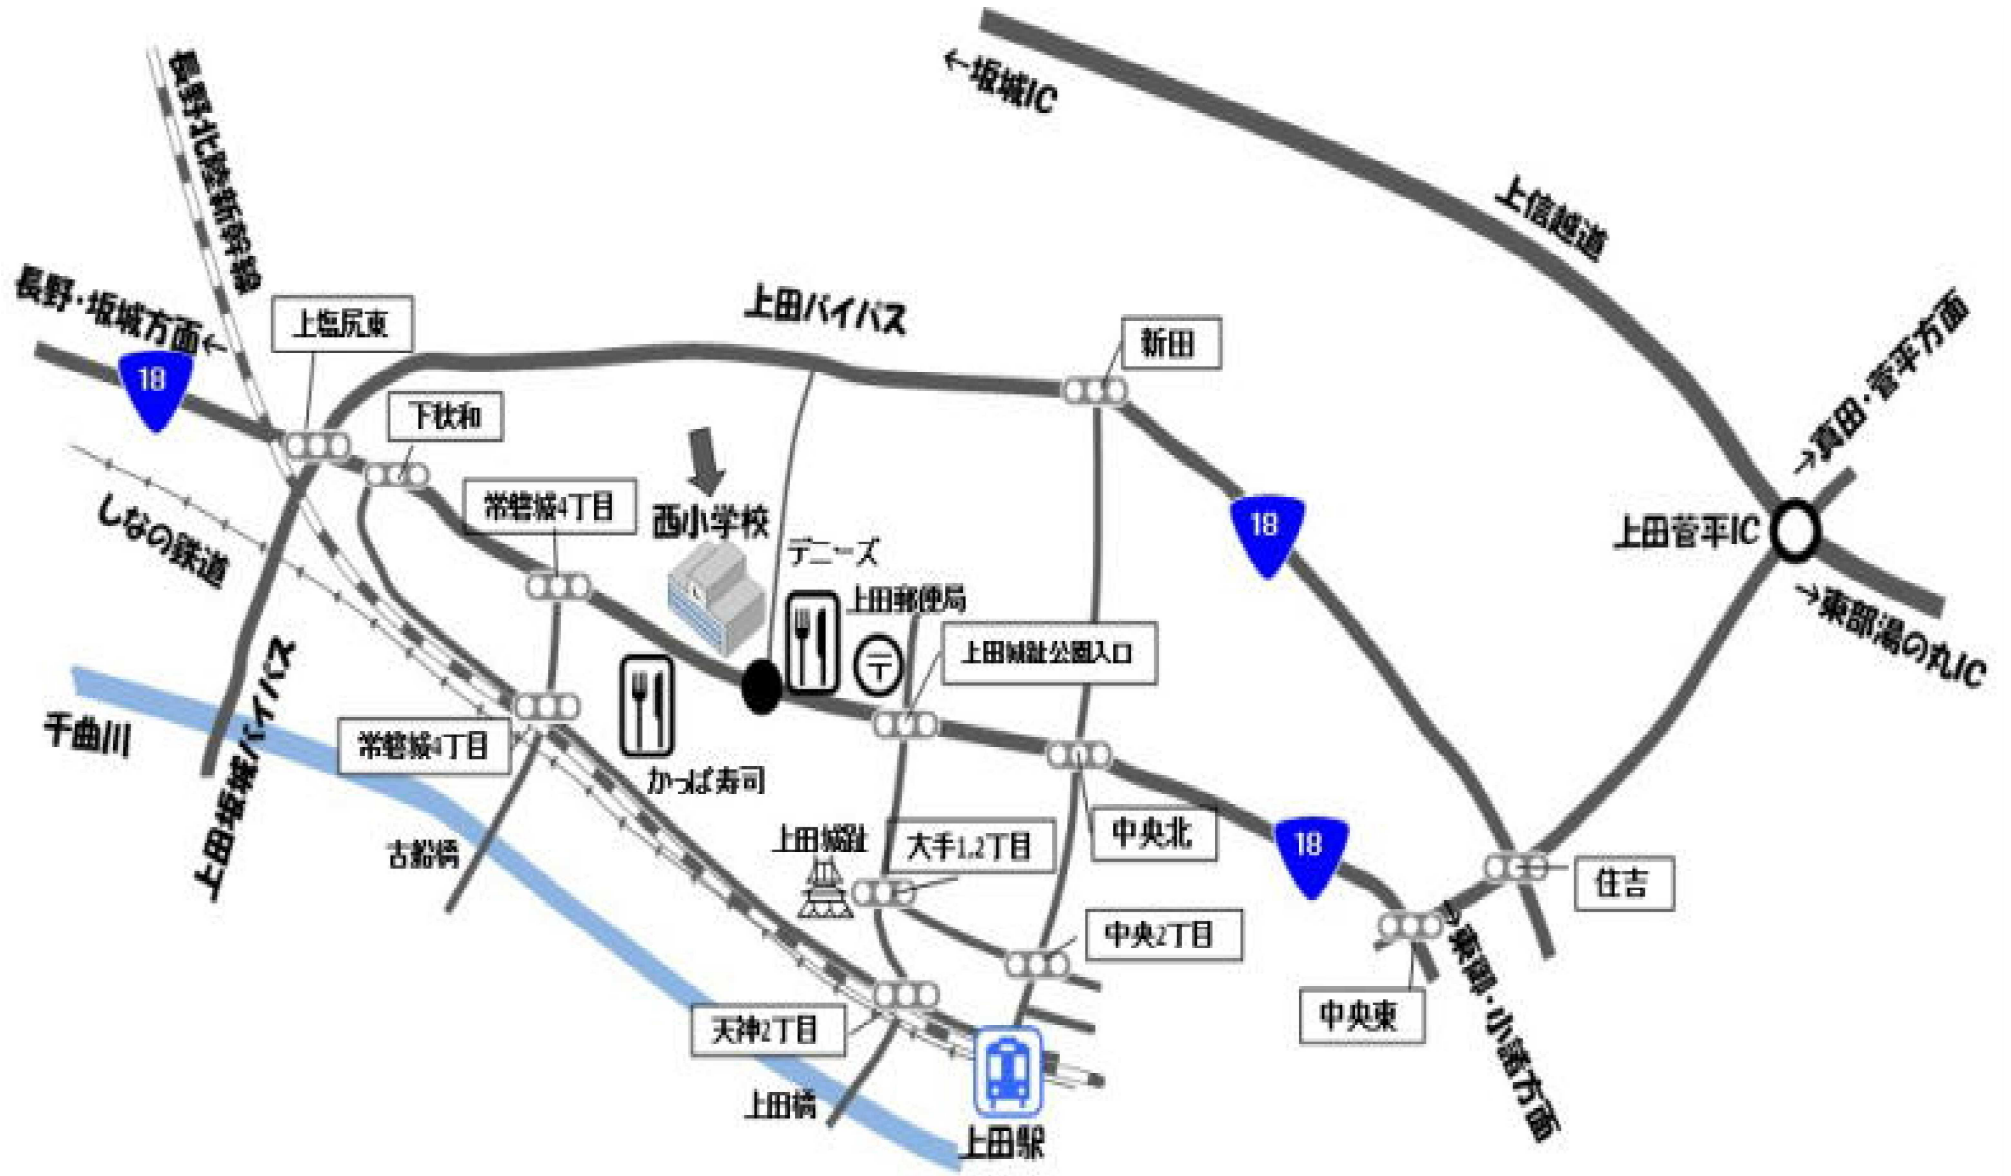 ←坂城IC
長野北陸新幹線
上信越道
長野・坂城方面←
18
上塩尻東
上田バイパス
新田
→真田・菅平方面
下秋和
常磐城4丁目
西小学校
18
上田菅平IC
しなの鉄道
デニーズ
上田郵便局
〒
→東部湯の丸IC
上田城趾公園入口
上田坂城バイパス
千曲川
常磐城4丁目
かっぱ寿司
古船橋
上田城趾
大手1,2丁目
中央北
18
住吉
中央2丁目
→東御・小諸方面
中央東
天神2丁目
上田橋
上田駅